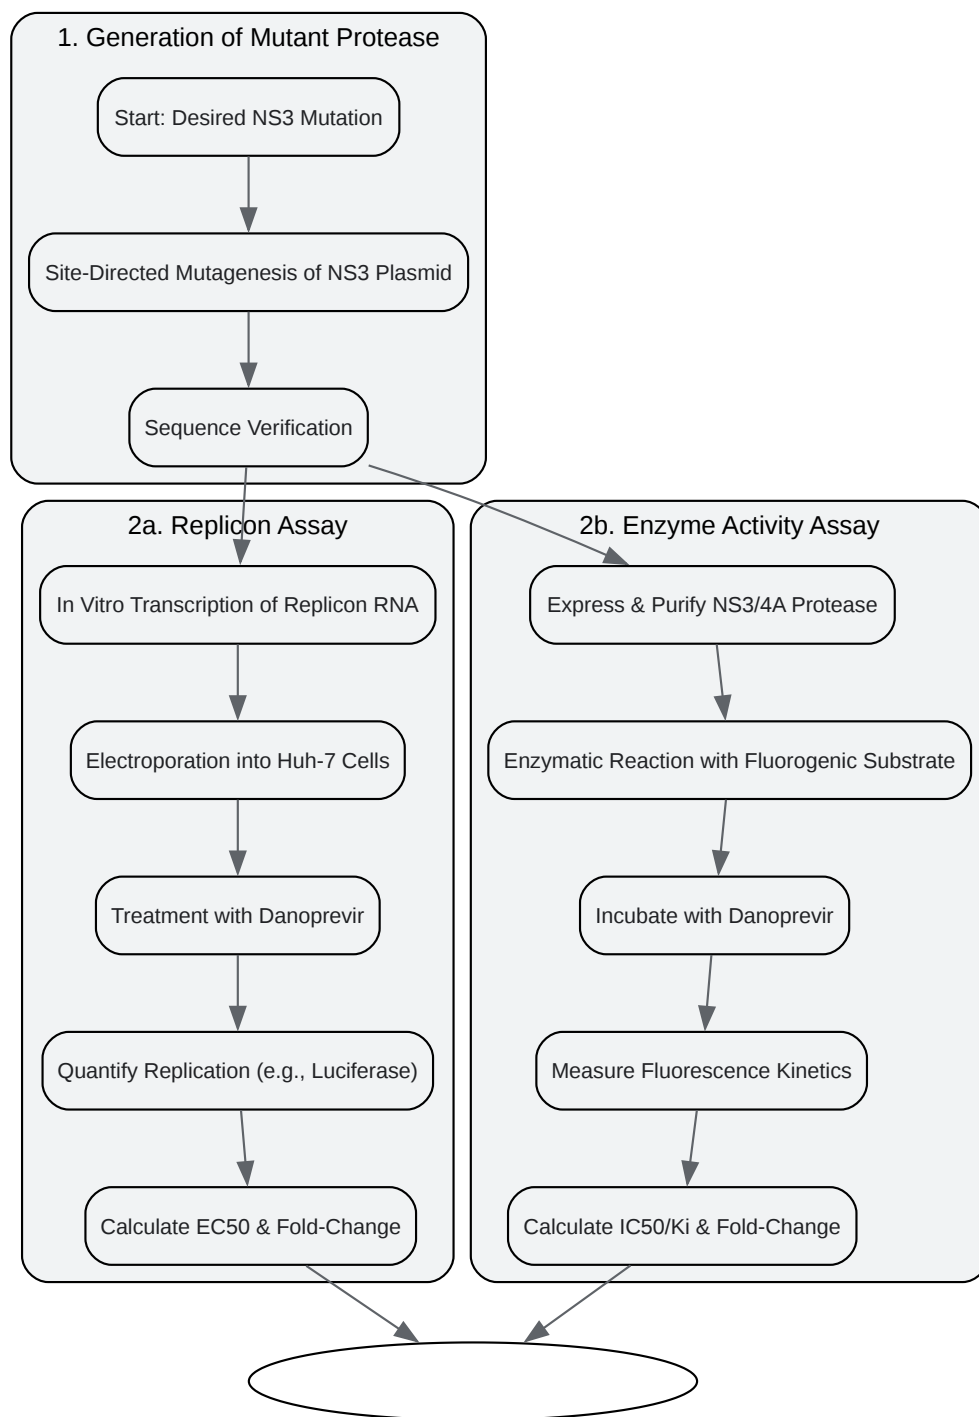 1. Generation of Mutant Protease
Start: Desired NS3 Mutation
Site-Directed Mutagenesis of NS3 Plasmid
Sequence Verification
2a. Replicon Assay
In Vitro Transcription of Replicon RNA
Electroporation into Huh-7 Cells
Treatment with Danoprevir
Quantify Replication (e.g., Luciferase)
Calculate EC50 & Fold-Change
2b. Enzyme Activity Assay
Express & Purify NS3/4A Protease
Enzymatic Reaction with Fluorogenic Substrate
Incubate with Danoprevir
Measure Fluorescence Kinetics
Calculate IC50/Ki & Fold-Change